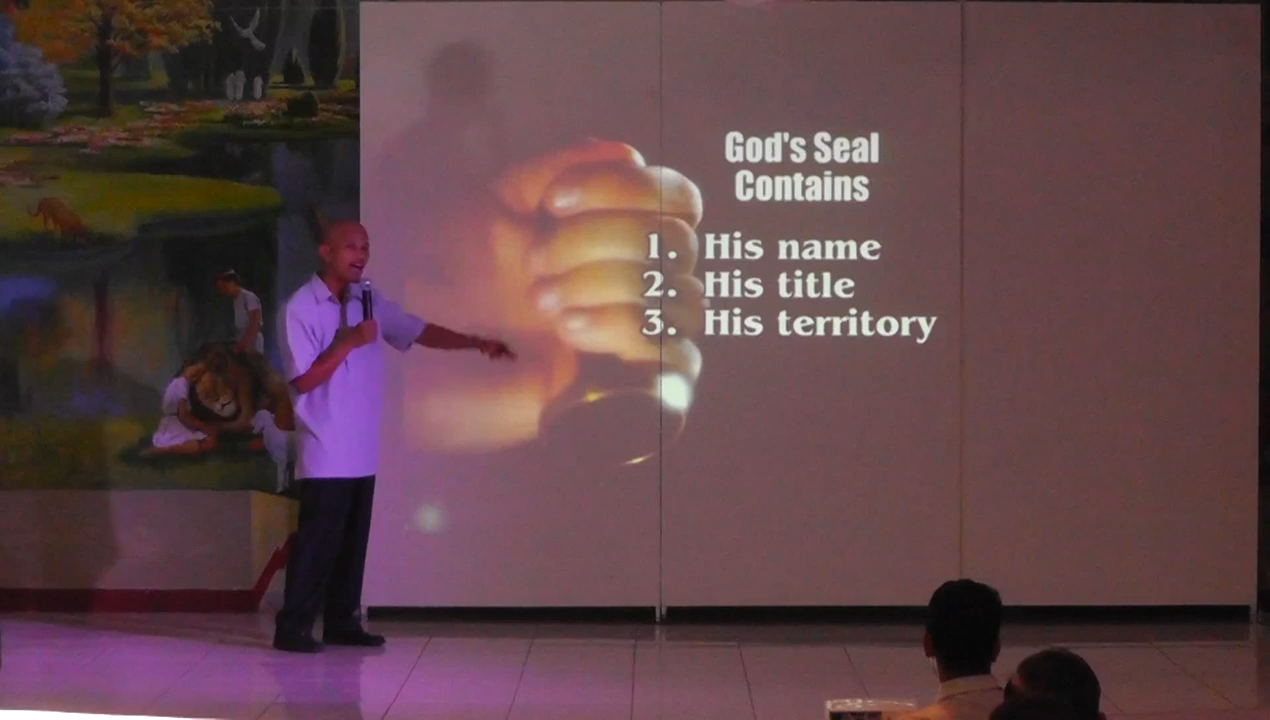 God's Seal
Contains
1. His name
2. His title
3. His territory